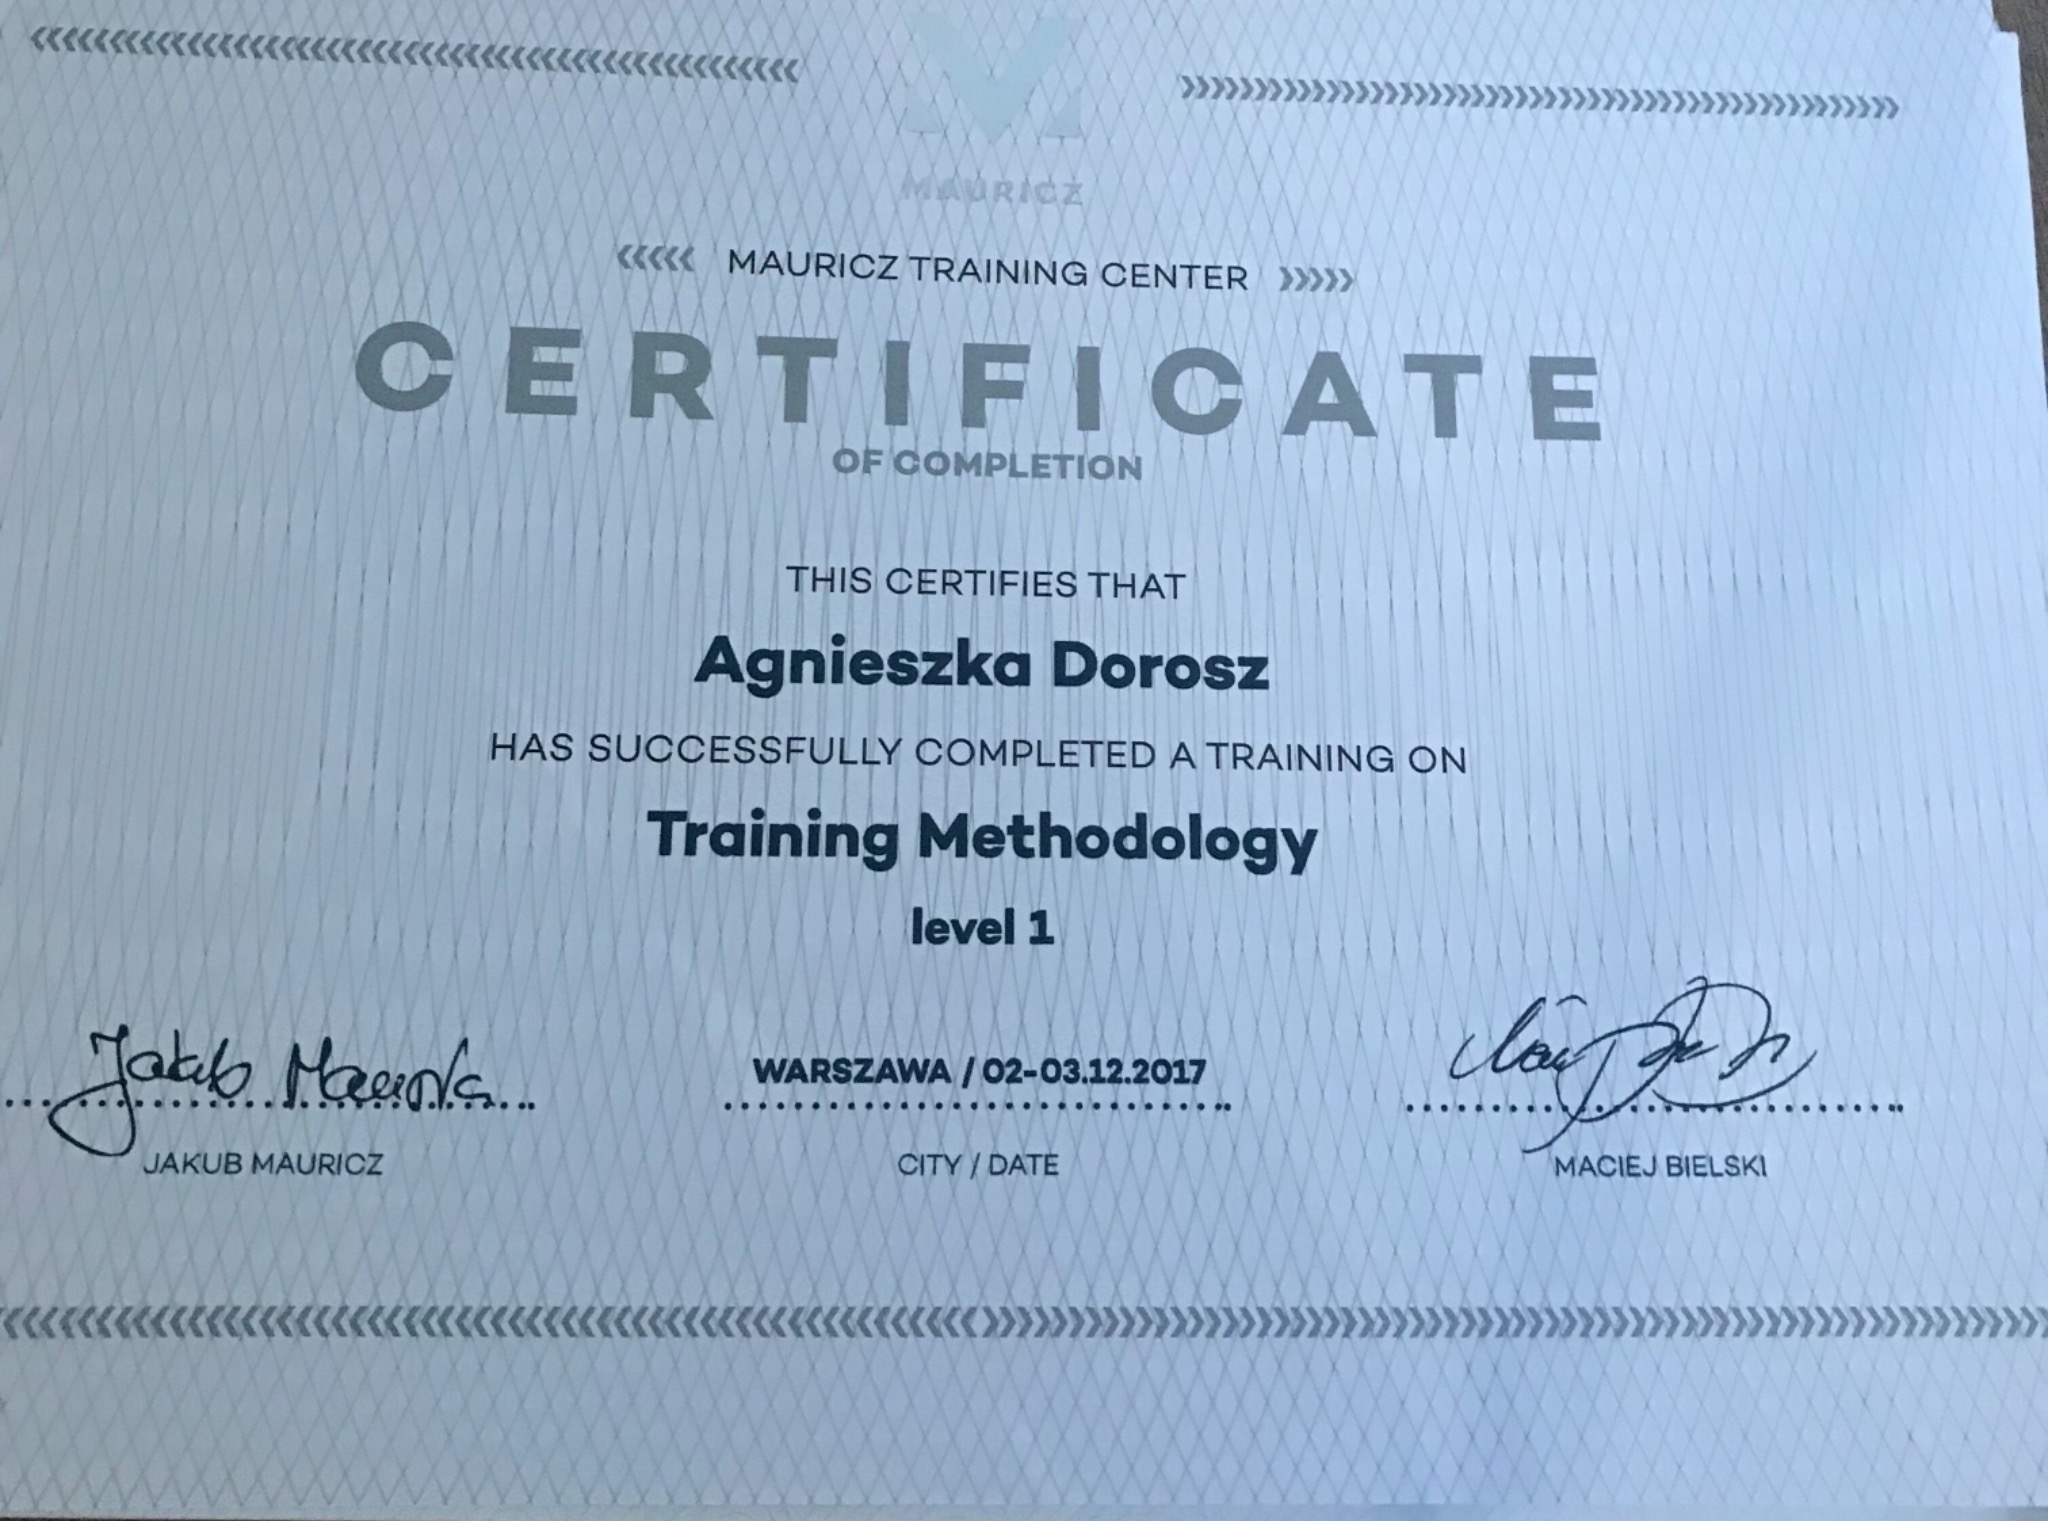 MAURICZ
MAURICZ TRAINING CENTER
CERTIFICATE
OF COMPLETION
THIS CERTIFIES THAT
Agnieszka Dorosz
HAS SUCCESSFULLY COMPLETED A TRAINING ON
Training Methodology
level 1
Jakub Mauricz
WARSZAWA / 02-03.12.2017
JAKUB MAURICZ
CITY / DATE
MACIEJ BIELSKI